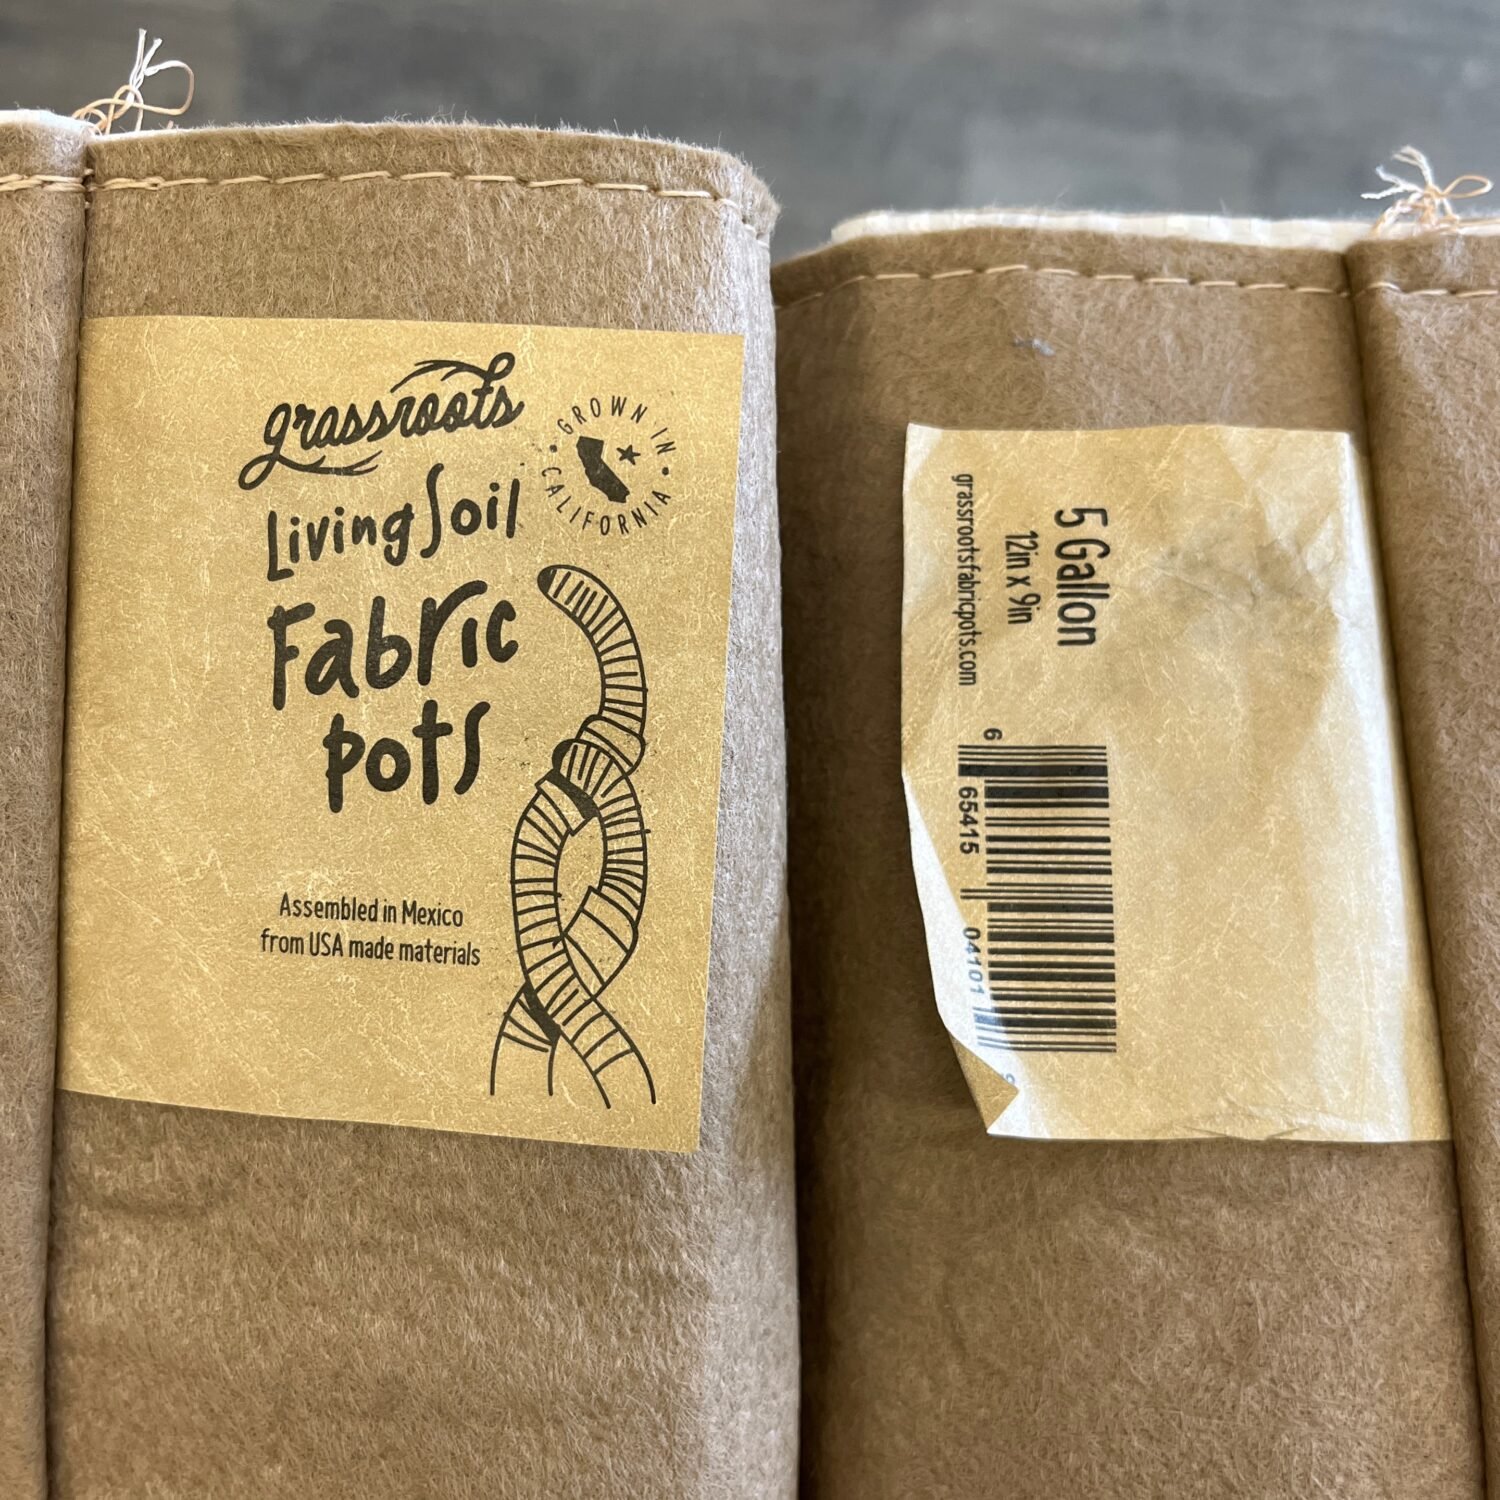 grassroots
GROWN IN
CALIFORNIA
Living Soil
Fabric
pots
Assembled in Mexico
from USA made materials
5 Gallon
12in x 9in
grassrootsfabricpots.com
6 65415 04101